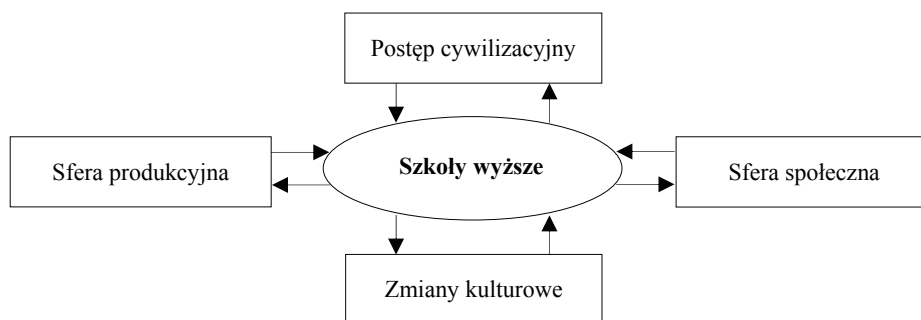 Postęp cywilizacyjny
Sfera produkcyjna
Szkoły wyższe
Sfera społeczna
Zmiany kulturowe